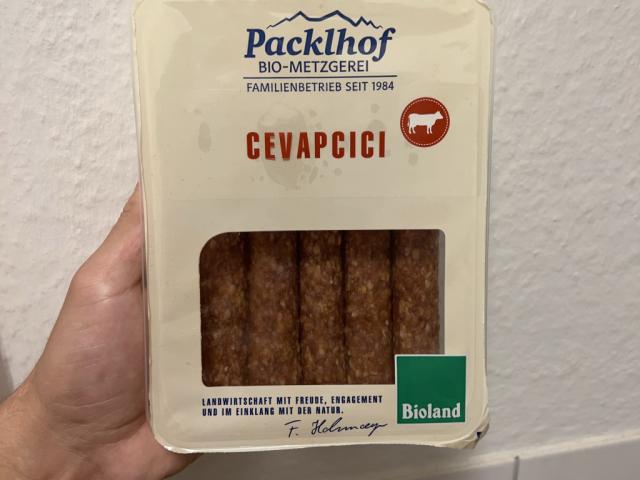 Packlhof
BIO-METZGEREI
FAMILIENBETRIEB SEIT 1984
CEVAPCICI
LANDWIRTSCHAFT MIT FREUDE, ENGAGEMENT
UND IM EINKLANG MIT DER NATUR.
Bioland